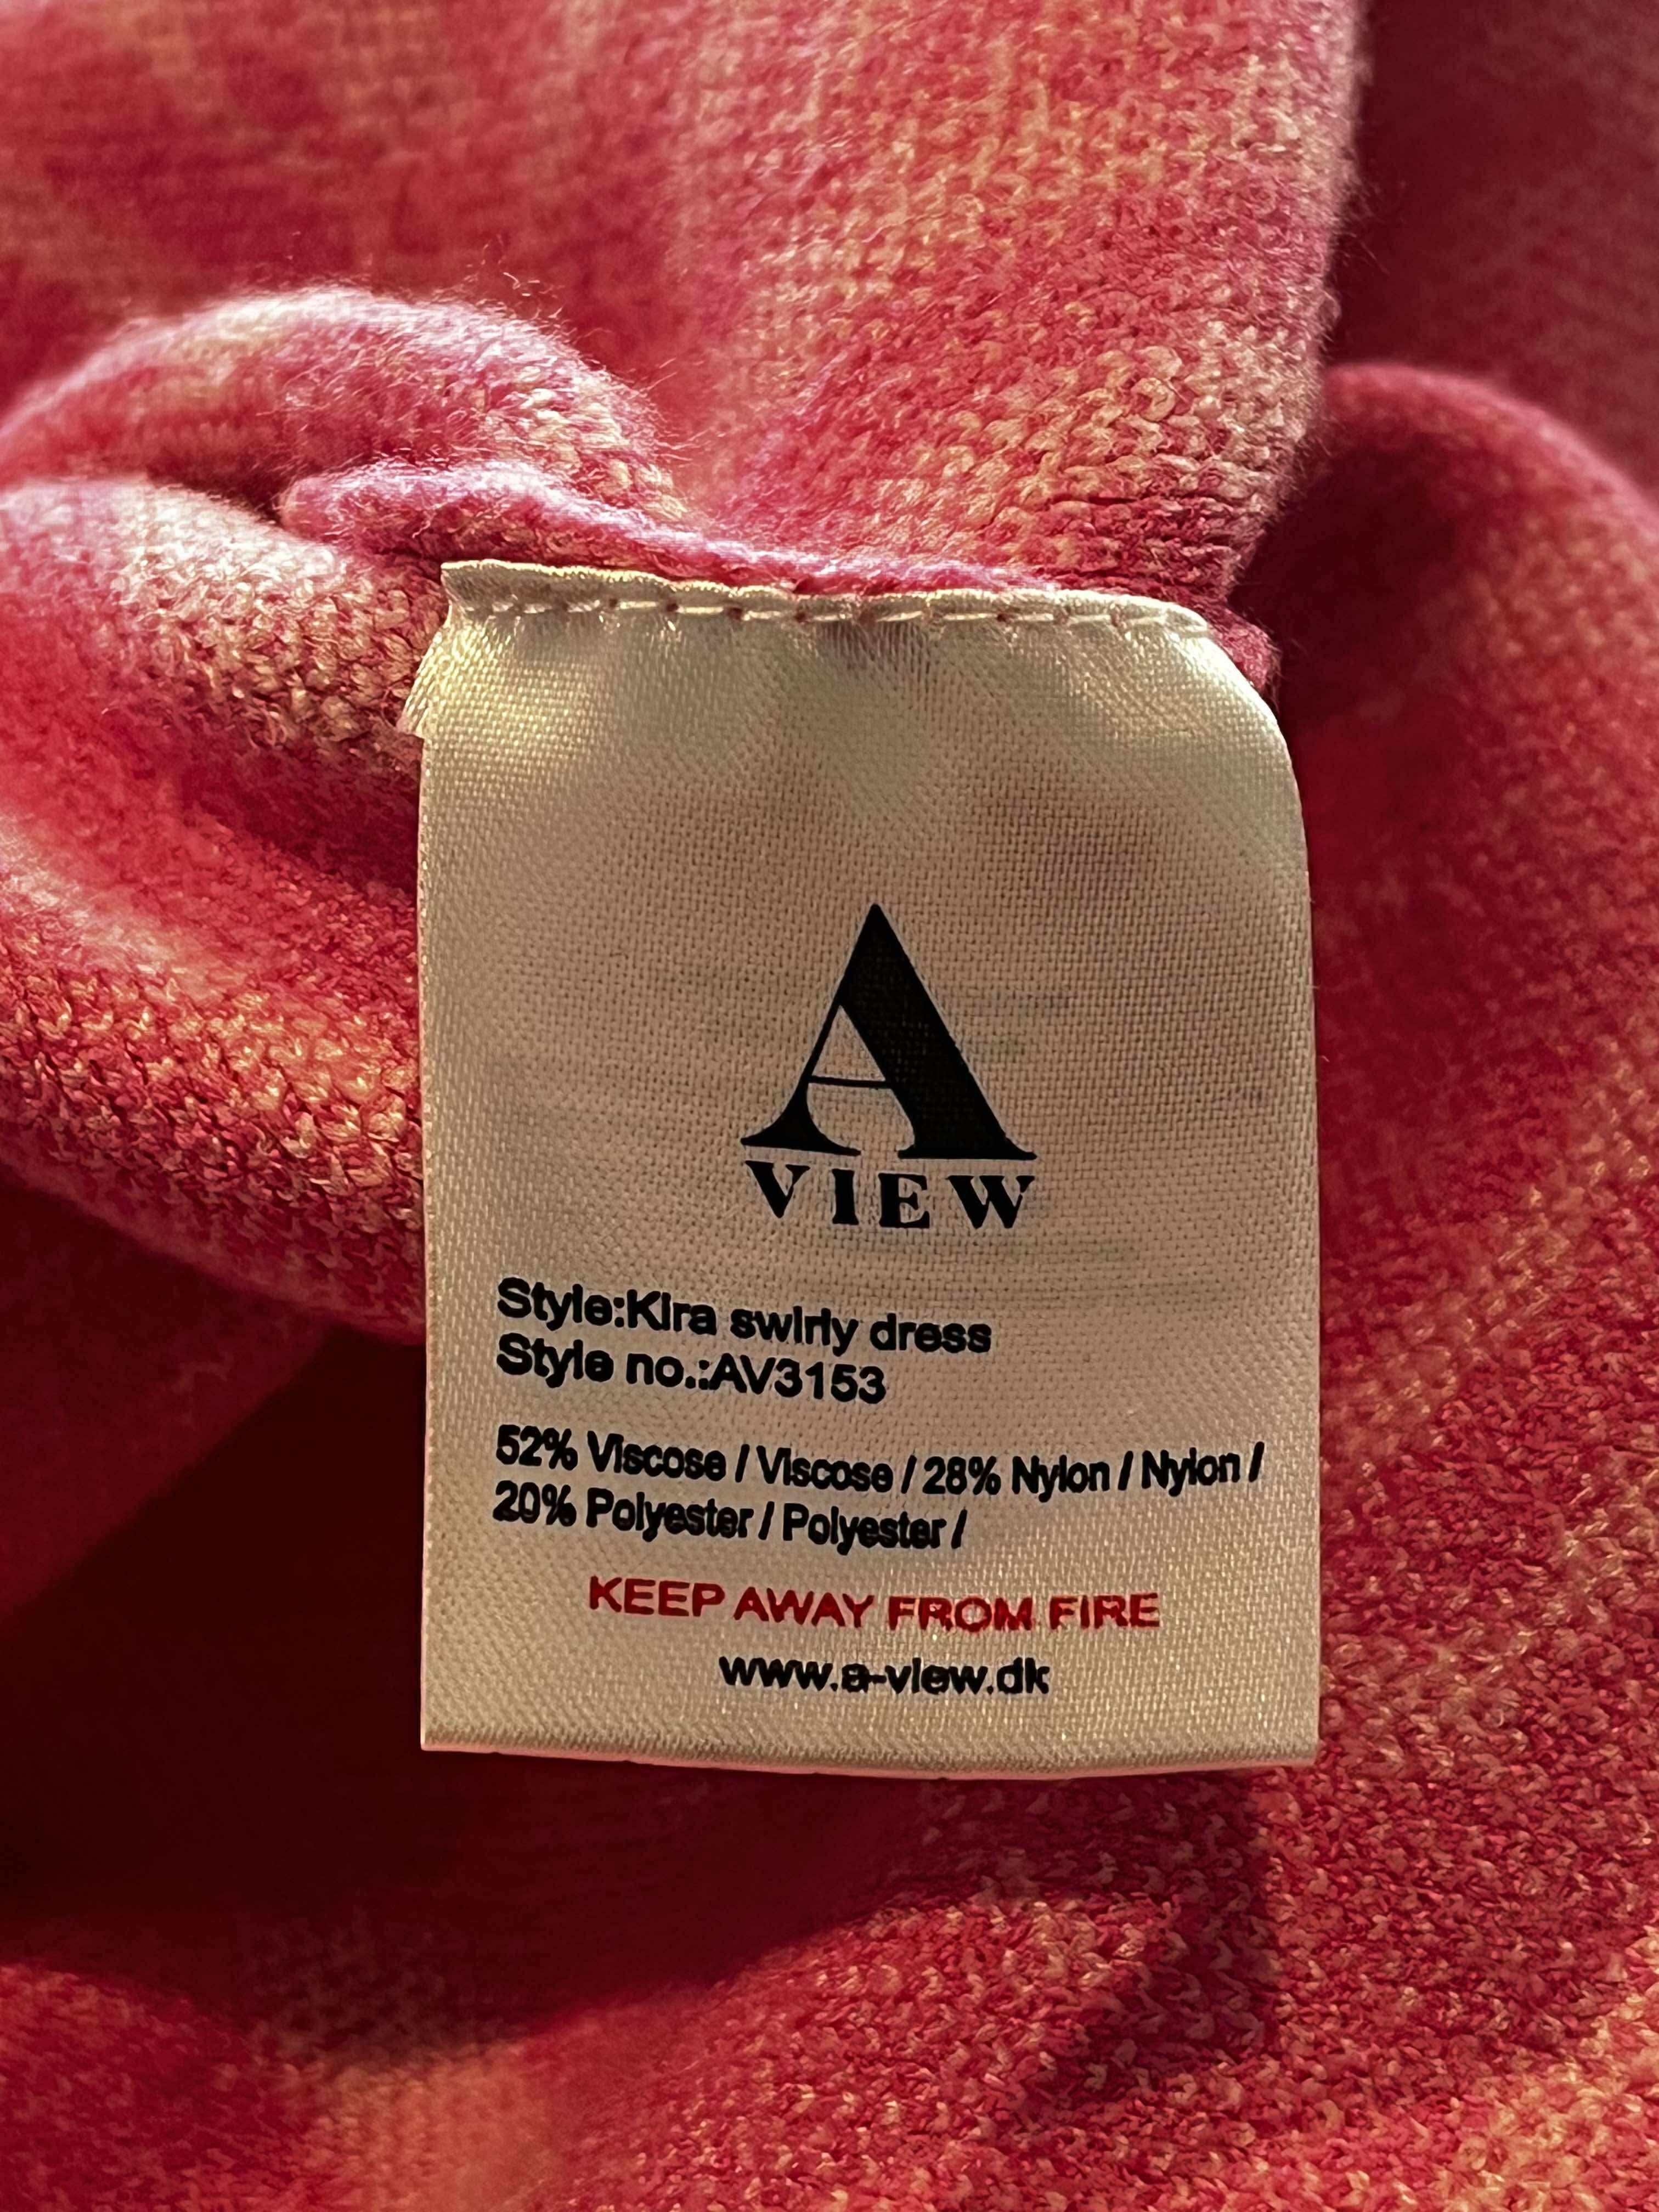 A
VIEW
Style:Kira swirly dress
Style no.:AV3153
52% Viscose / Viscose / 28% Nylon / Nylon /
20% Polyester / Polyester /
KEEP AWAY FROM FIRE
www.a-view.dk